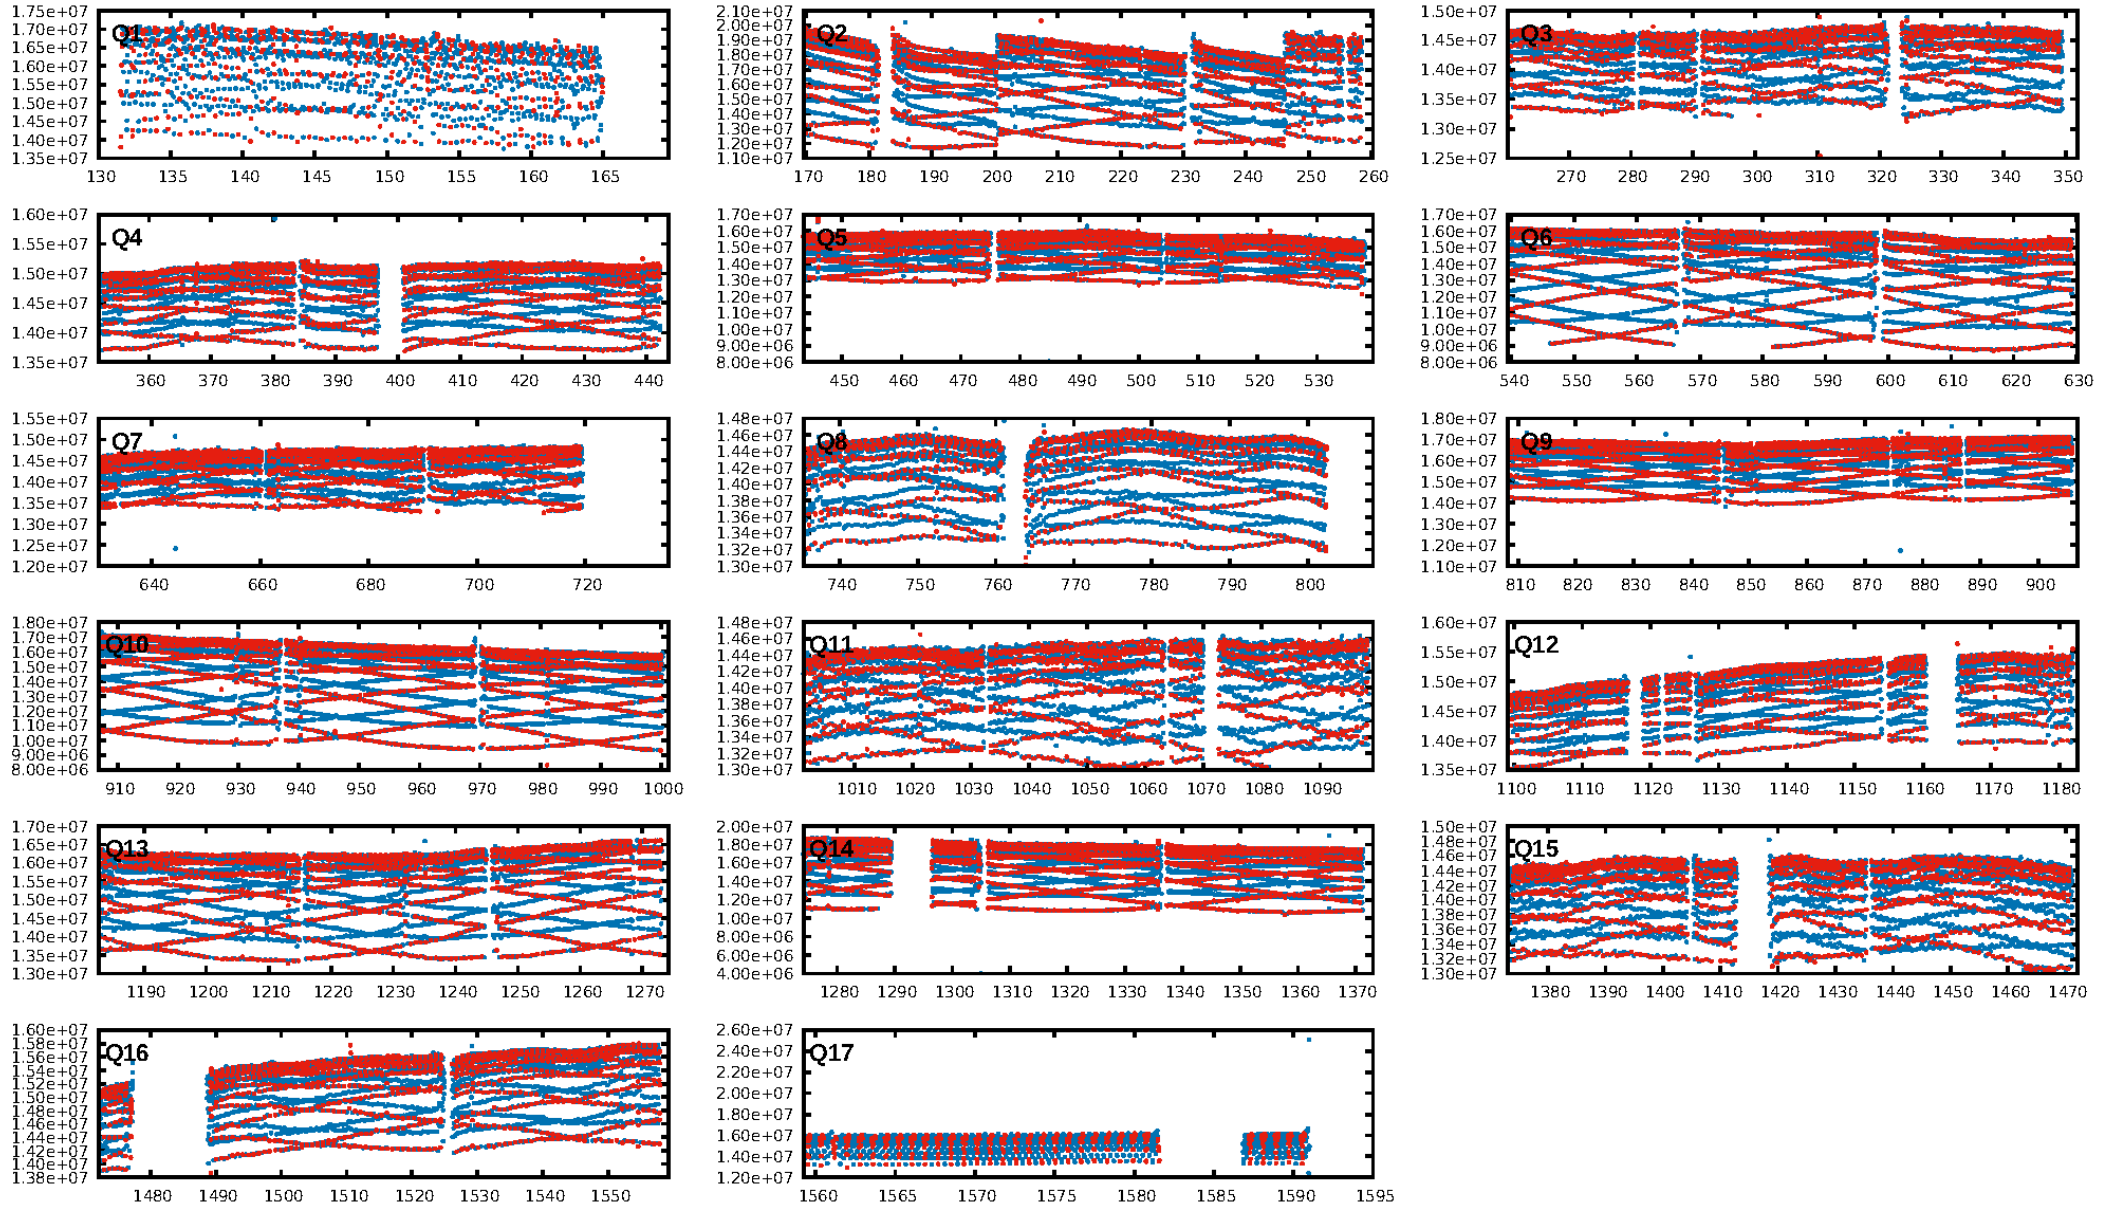 1.75e+07 1.70e+07 1.65e+07 1.60e+07 1.55e+07 1.50e+07 1.45e+07 1.40e+07 1.35e+07
Q1
130 135 140 145 150 155 160 165
2.10e+07 2.00e+07 1.90e+07 1.80e+07 1.70e+07 1.60e+07 1.50e+07 1.40e+07 1.30e+07 1.20e+07 1.10e+07
Q2
170 180 190 200 210 220 230 240 250 260
1.50e+07 1.45e+07 1.40e+07 1.35e+07 1.30e+07 1.25e+07
Q3
270 280 290 300 310 320 330 340 350
1.60e+07 1.55e+07 1.50e+07 1.45e+07 1.40e+07 1.35e+07
Q4
360 370 380 390 400 410 420 430 440
1.70e+07 1.60e+07 1.50e+07 1.40e+07 1.30e+07 1.20e+07 1.10e+07 1.00e+07 9.00e+06 8.00e+06
Q5
450 460 470 480 490 500 510 520 530
1.70e+07 1.60e+07 1.50e+07 1.40e+07 1.30e+07 1.20e+07 1.10e+07 1.00e+07 9.00e+06 8.00e+06
Q6
540 550 560 570 580 590 600 610 620 630
1.55e+07 1.50e+07 1.45e+07 1.40e+07 1.35e+07 1.30e+07 1.25e+07 1.20e+07
Q7
640 660 680 700 720
1.48e+07 1.46e+07 1.44e+07 1.42e+07 1.40e+07 1.38e+07 1.36e+07 1.34e+07 1.32e+07 1.30e+07
Q8
740 750 760 770 780 790 800
1.80e+07 1.70e+07 1.60e+07 1.50e+07 1.40e+07 1.30e+07 1.20e+07 1.10e+07
Q9
810 820 830 840 850 860 870 880 890 900
1.80e+07 1.70e+07 1.60e+07 1.50e+07 1.40e+07 1.30e+07 1.20e+07 1.10e+07 1.00e+07 9.00e+06 8.00e+06
Q10
910 920 930 940 950 960 970 980 990 1000
1.48e+07 1.46e+07 1.44e+07 1.42e+07 1.40e+07 1.38e+07 1.36e+07 1.34e+07 1.32e+07 1.30e+07
Q11
1010 1020 1030 1040 1050 1060 1070 1080 1090
1.60e+07 1.55e+07 1.50e+07 1.45e+07 1.40e+07 1.35e+07
Q12
1100 1110 1120 1130 1140 1150 1160 1170 1180
1.70e+07 1.65e+07 1.60e+07 1.55e+07 1.50e+07 1.45e+07 1.40e+07 1.35e+07 1.30e+07
Q13
1190 1200 1210 1220 1230 1240 1250 1260 1270
2.00e+07 1.80e+07 1.60e+07 1.40e+07 1.20e+07 1.00e+07 8.00e+06 6.00e+06 4.00e+06
Q14
1280 1290 1300 1310 1320 1330 1340 1350 1360 1370
1.50e+07 1.48e+07 1.46e+07 1.44e+07 1.42e+07 1.40e+07 1.38e+07 1.36e+07 1.34e+07 1.32e+07 1.30e+07
Q15
1380 1390 1400 1410 1420 1430 1440 1450 1460 1470
1.60e+07 1.58e+07 1.56e+07 1.54e+07 1.52e+07 1.50e+07 1.48e+07 1.46e+07 1.44e+07 1.42e+07 1.40e+07 1.38e+07
Q16
1480 1490 1500 1510 1520 1530 1540 1550
2.60e+07 2.40e+07 2.20e+07 2.00e+07 1.80e+07 1.60e+07 1.40e+07 1.20e+07
Q17
1560 1565 1570 1575 1580 1585 1590 1595